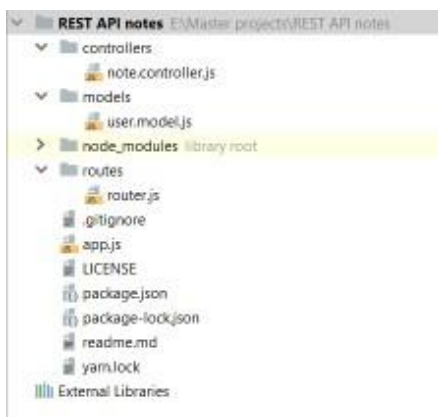 REST API notes E:\Master projects\REST API notes
controllers
note.controller.js
models
user.model.js
node_modules library root
routes
router.js
.gitignore
app.js
LICENSE
package.json
package-lock.json
readme.md
yarn.lock
External Libraries